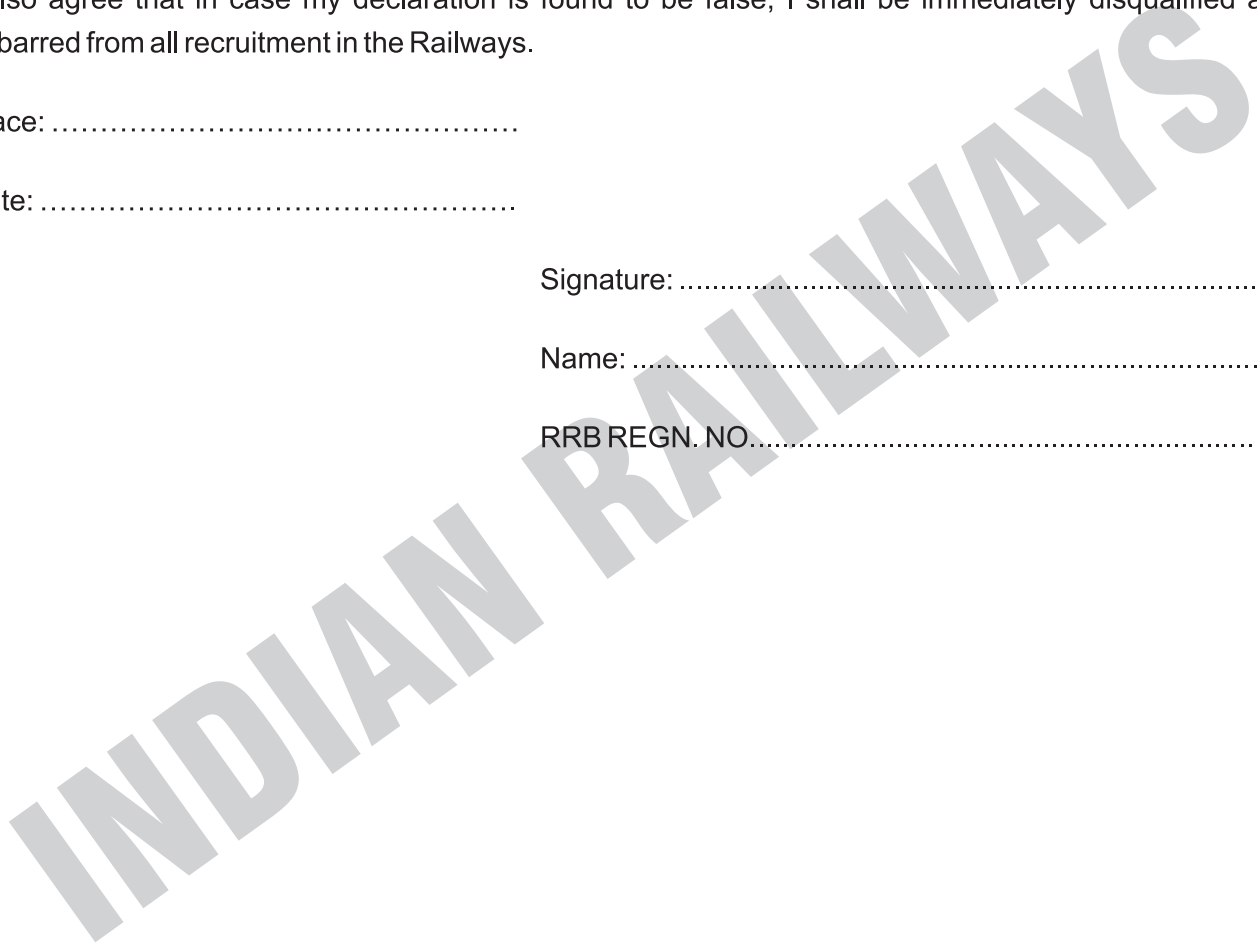 lso agree that in case my declaration is found to be false, I shall be immediately disqualified a
barred from all recruitment in the Railways.
ace: ................................................
te: .................................................
Signature: ......................................................................
Name: ...........................................................................
RRB REGN. NO..............................................................
INDIAN RAILWAYS